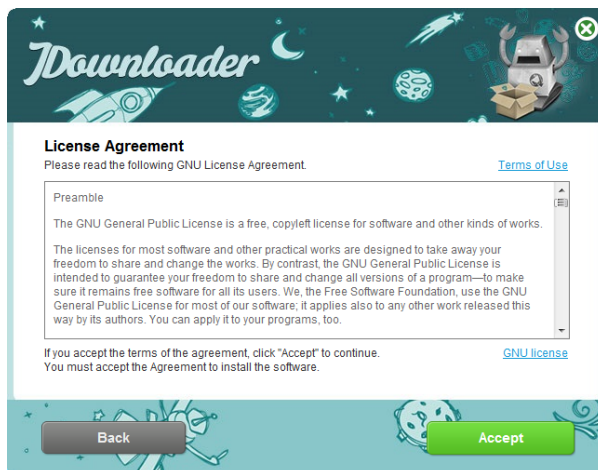 JDownloader
License Agreement
Please read the following GNU License Agreement.
Terms of Use
Preamble
The GNU General Public License is a free, copyleft license for software and other kinds of works.
The licenses for most software and other practical works are designed to take away your
freedom to share and change the works. By contrast, the GNU General Public License is
intended to guarantee your freedom to share and change all versions of a program—to make
sure it remains free software for all its users. We, the Free Software Foundation, use the GNU
General Public License for most of our software; it applies also to any other work released this
way by its authors. You can apply it to your programs, too.
If you accept the terms of the agreement, click "Accept" to continue.
GNU license
You must accept the Agreement to install the software.
Back
Accept